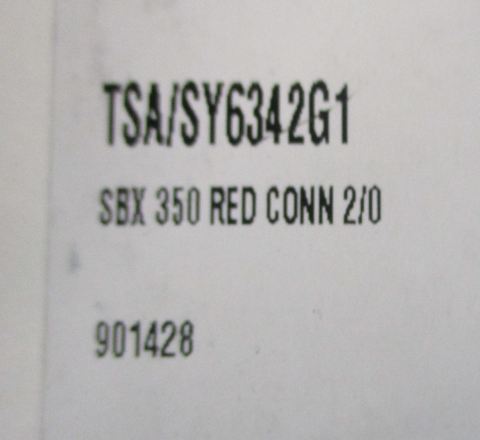 TSA/SY6342G1
SBX 350 RED CONN 2/0
901428